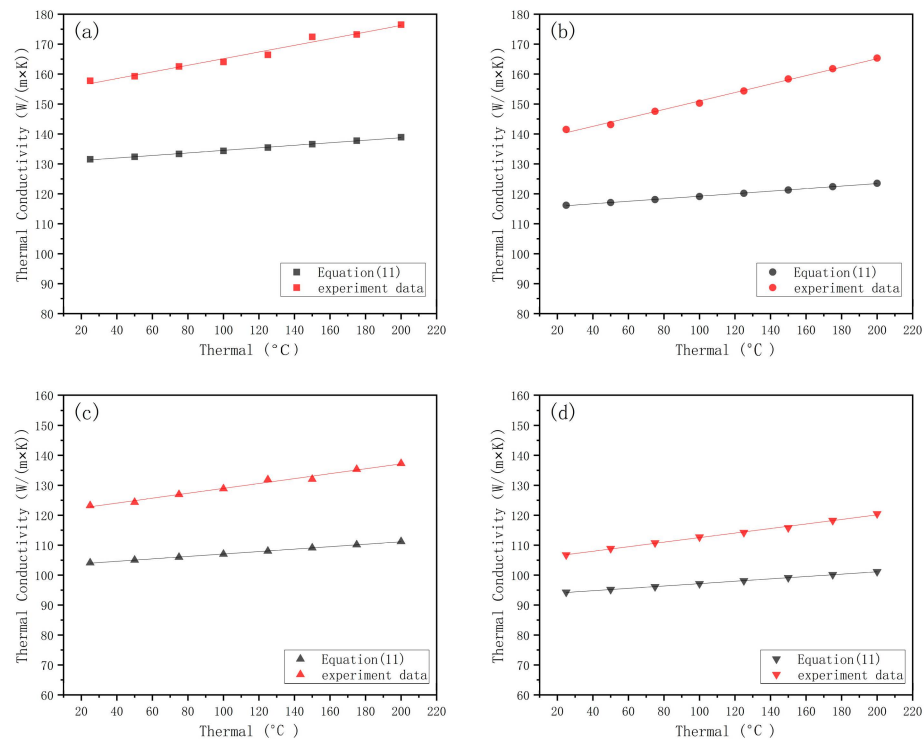 (a)
Thermal Conductivity (W/(m×K))
180
170
160
150
140
130
120
110
100
90
80
Equation(11)
experiment data
20 40 60 80 100 120 140 160 180 200 220
Thermal (°C)
(b)
Thermal Conductivity (W/(m×K))
180
170
160
150
140
130
120
110
100
90
80
Equation(11)
experiment data
20 40 60 80 100 120 140 160 180 200 220
Thermal (°C)
(c)
Thermal Conductivity (W/(m×K))
160
150
140
130
120
110
100
90
80
70
60
Equation(11)
experiment data
20 40 60 80 100 120 140 160 180 200 220
Thermal (°C)
(d)
Thermal Conductivity (W/(m×K))
160
150
140
130
120
110
100
90
80
70
60
Equation(11)
experiment data
20 40 60 80 100 120 140 160 180 200 220
Thermal (°C)